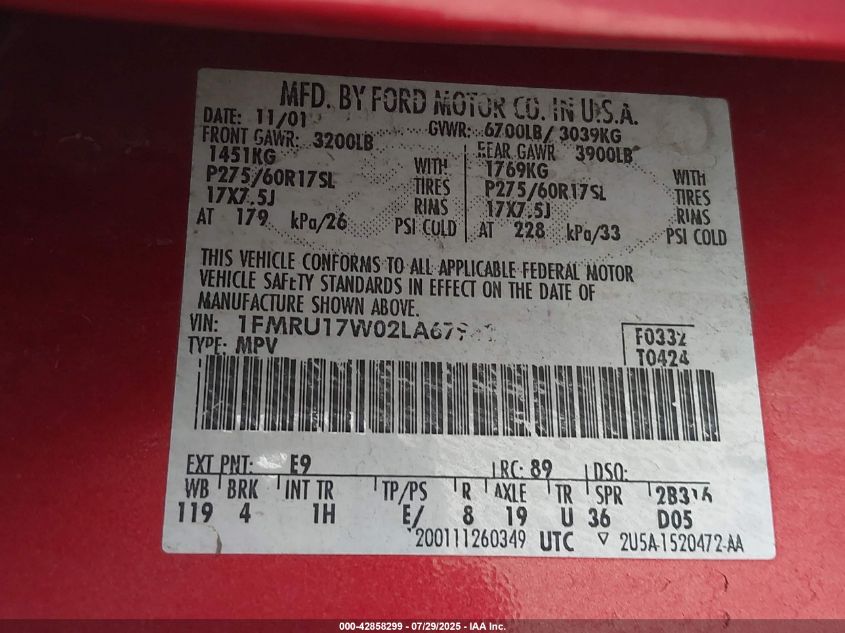 MFD. BY FORD MOTOR CO. IN U.S.A.
DATE: 11/01 GVWR: 6700LB/ 3039KG
FRONT GAWR: 3200LB REAR GAWR 3900LB
1451KG WITH 1769KG WITH
P275/60R17SL TIRES P275/60R17SL TIRES
17X7.5J RIMS 17X7.5J RIMS
AT 179 kPa/26 PSI COLD AT 228 kPa/33 PSI COLD
THIS VEHICLE CONFORMS TO ALL APPLICABLE FEDERAL MOTOR
VEHICLE SAFETY STANDARDS IN EFFECT ON THE DATE OF
MANUFACTURE SHOWN ABOVE.
VIN:
F0332
TYPE: MPV T0424
EXT PNT: E9 RC: 89 DSO:
WB BRK INT TR TP/PS R AXLE TR SPR 2B316
119 4 1H E/ 8 19 U 36 D05
200111260349 UTC ▽ 2U5A-1520472-AA
000-42858299 | 07/29/2025 | IAA Inc.